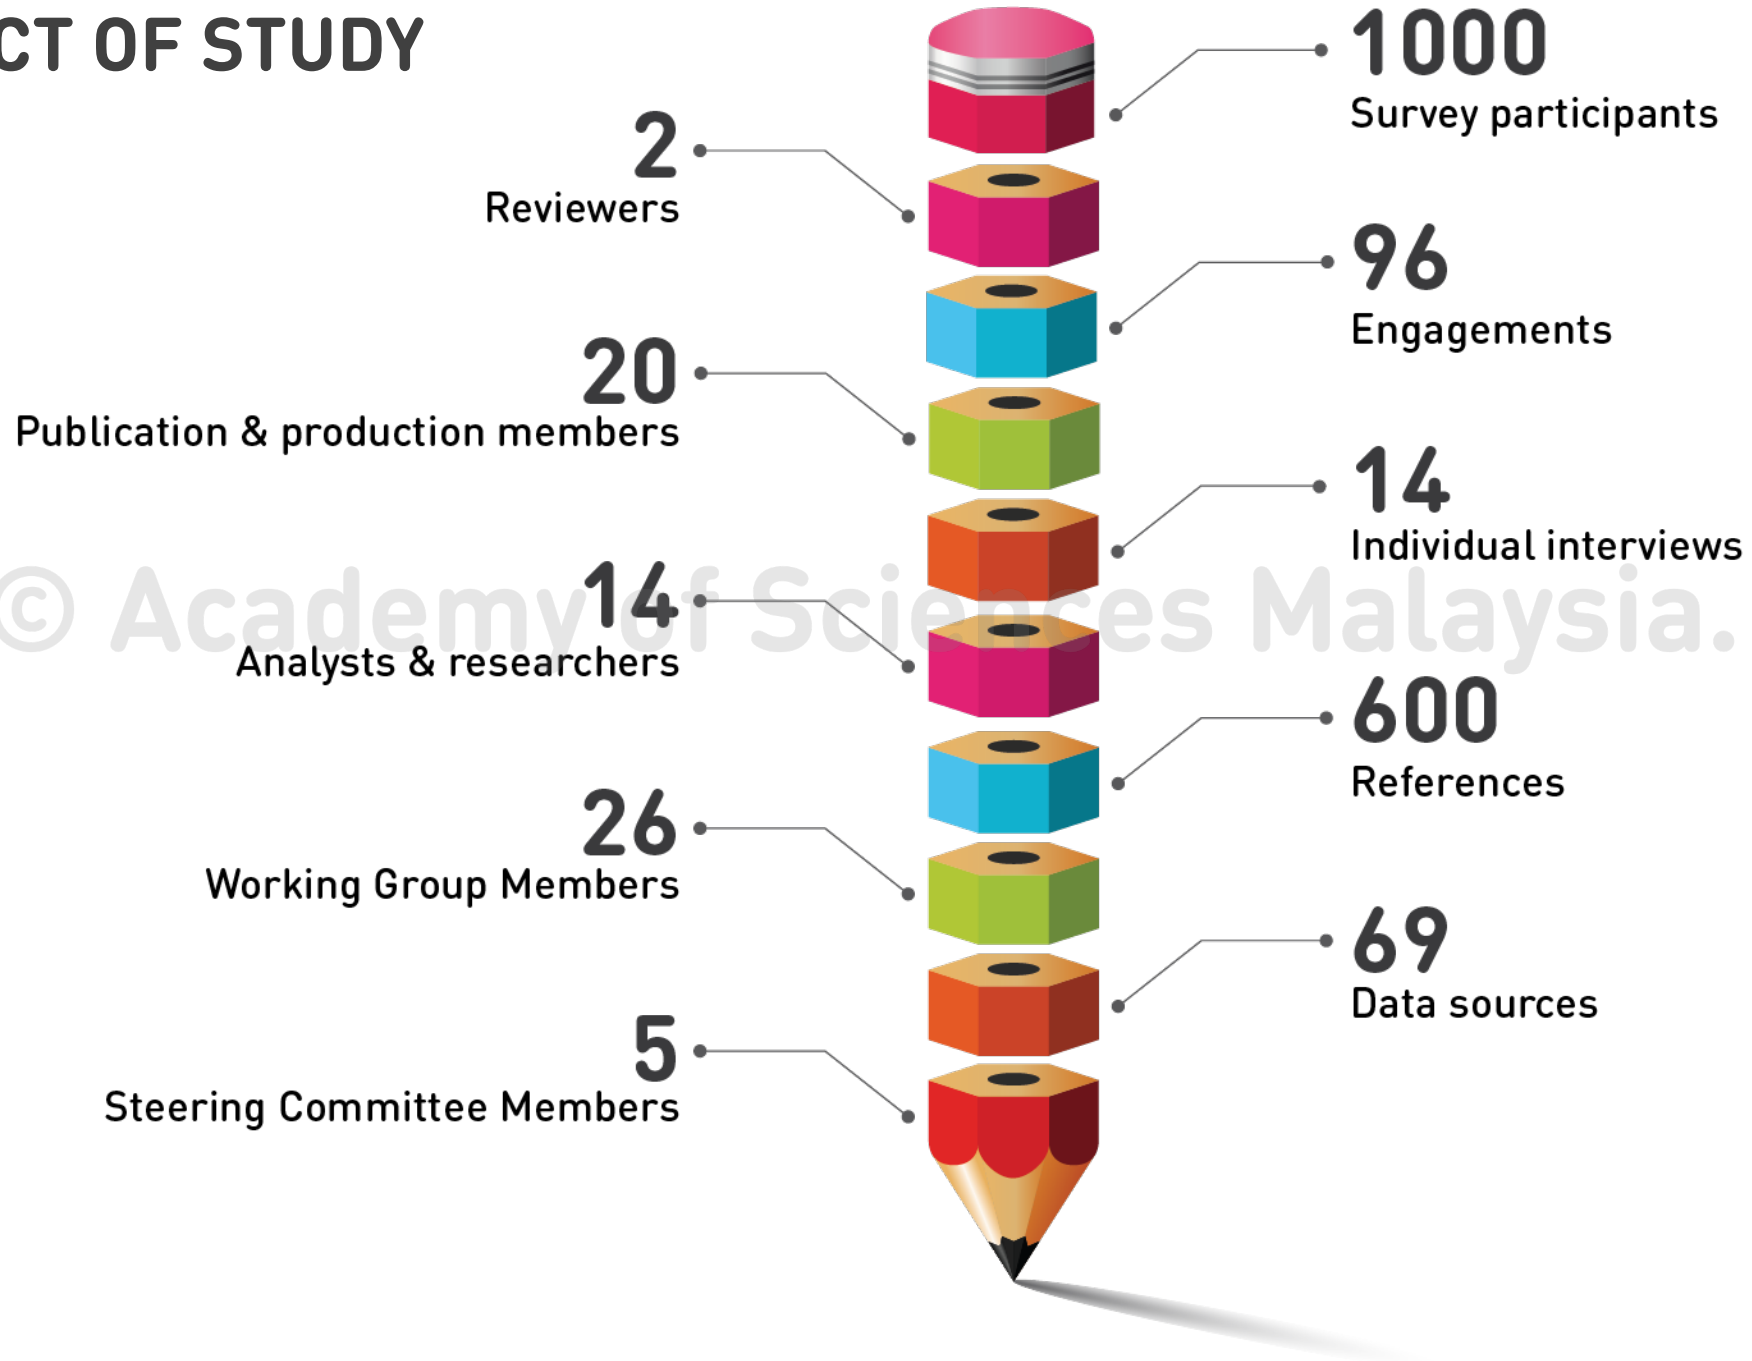 CT OF STUDY
1000
Survey participants
2
Reviewers
96
Engagements
20
Publication & production members
14
Individual interviews
14
Analysts & researchers
© Academy of Sciences Malaysia.
600
References
26
Working Group Members
69
Data sources
5
Steering Committee Members